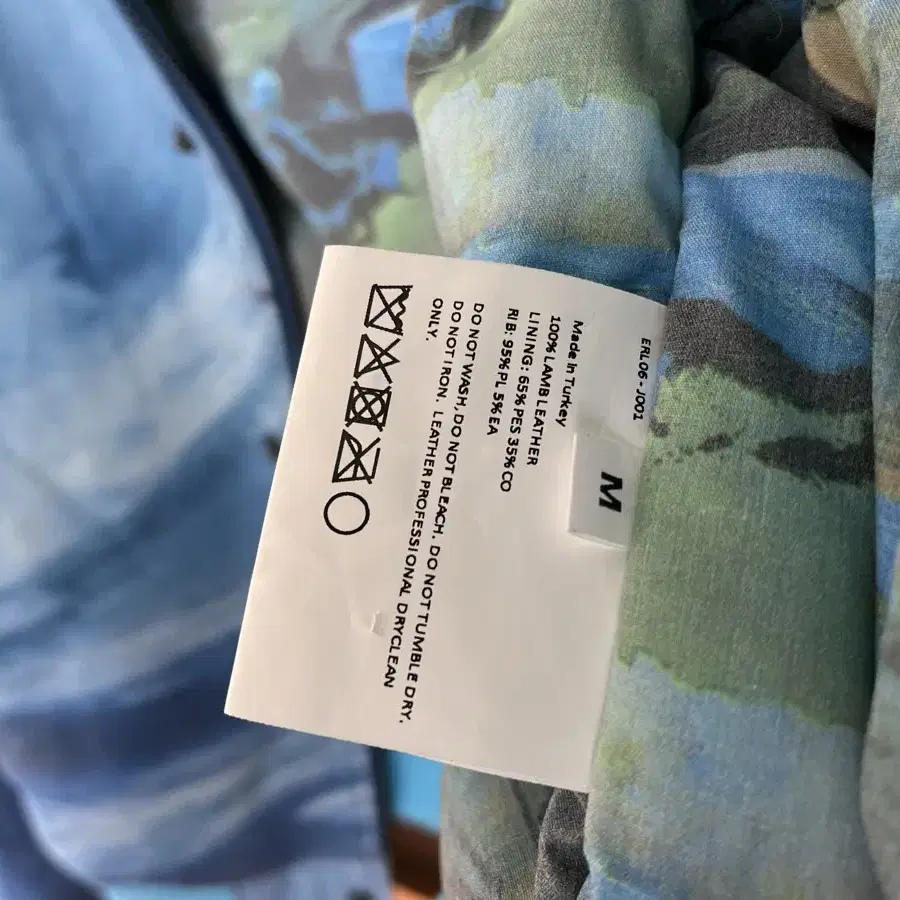 ERL06 - J001
M
Made In Turkey
100% LAMB LEATHER
LINING: 65% PES 35% CO
RIB: 95% PL 5% EA
DO NOT WASH, DO NOT BLEACH. DO NOT TUMBLE DRY.
DO NOT IRON. LEATHER PROFESSIONAL DRYCLEAN
ONLY.